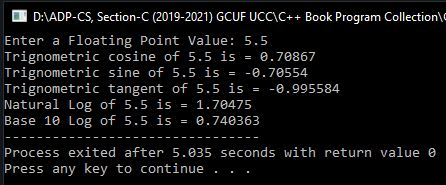 D:\ADP-CS, Section-C (2019-2021) GCUF UCC\C++ Book Program Collection\
Enter a Floating Point Value: 5.5
Trignometric cosine of 5.5 is = 0.70867
Trignometric sine of 5.5 is = -0.70554
Trignometric tangent of 5.5 is = -0.995584
Natural Log of 5.5 is = 1.70475
Base 10 Log of 5.5 is = 0.740363
--------------------------------
Process exited after 5.035 seconds with return value 0
Press any key to continue . . .